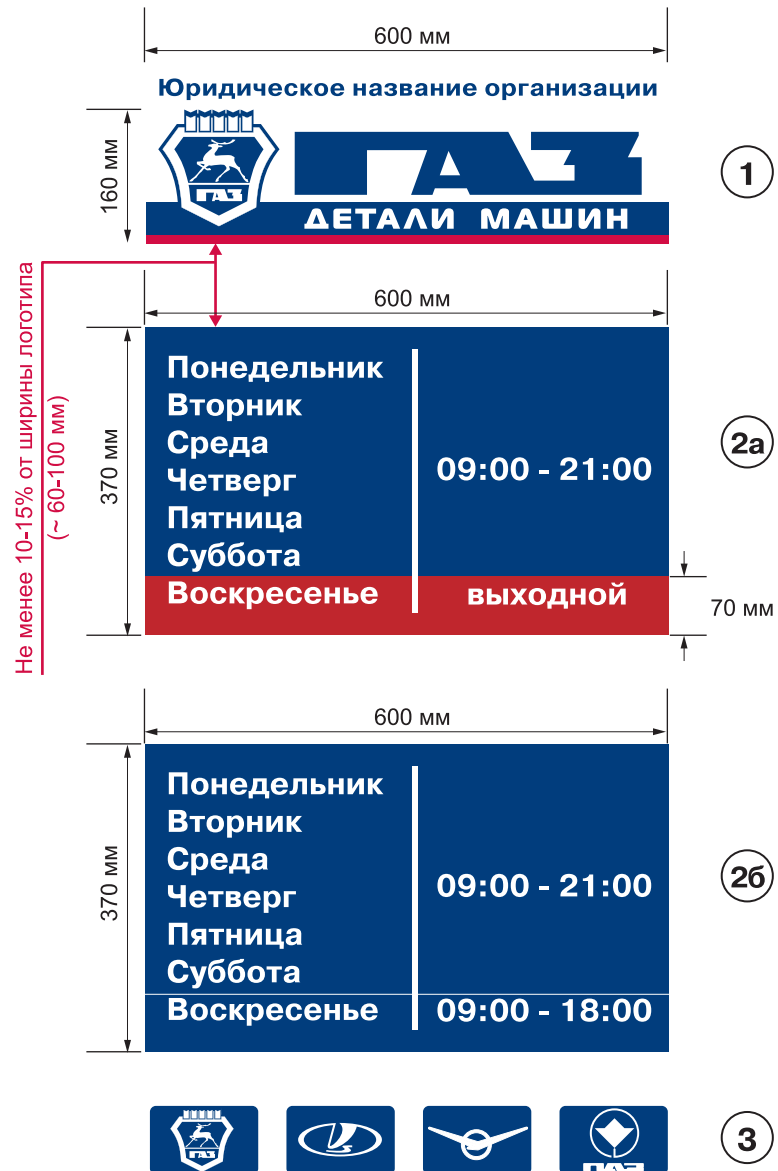 600 мм
Юридическое название организации
160 мм
ГАЗ
ГАЗ
ДЕТАЛИ МАШИН
1
Не менее 10-15% от ширины логотипа
(~ 60-100 мм)
600 мм
370 мм
Понедельник
Вторник
Среда
Четверг
Пятница
Суббота
09:00 - 21:00
Воскресенье
выходной
2а
70 мм
600 мм
370 мм
Понедельник
Вторник
Среда
Четверг
Пятница
Суббота
09:00 - 21:00
Воскресенье
09:00 - 18:00
2б
ГАЗ
ПАЗ
3